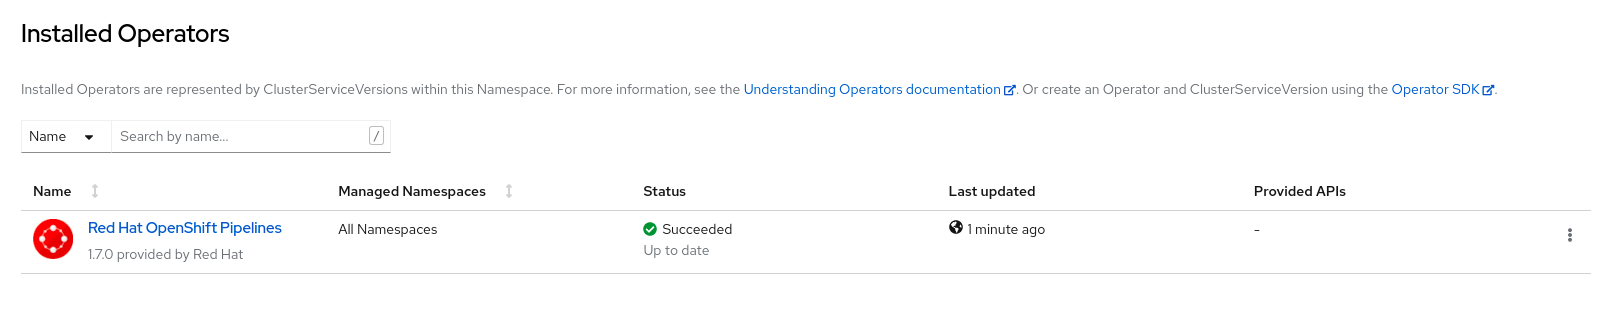 Installed Operators
Installed Operators are represented by ClusterServiceVersions within this Namespace. For more information, see the Understanding Operators documentation. Or create an Operator and ClusterServiceVersion using the Operator SDK.
Name Search by name... /
Name Managed Namespaces Status Last updated Provided APIs
Red Hat OpenShift Pipelines All Namespaces Succeeded 1 minute ago -
1.7.0 provided by Red Hat Up to date